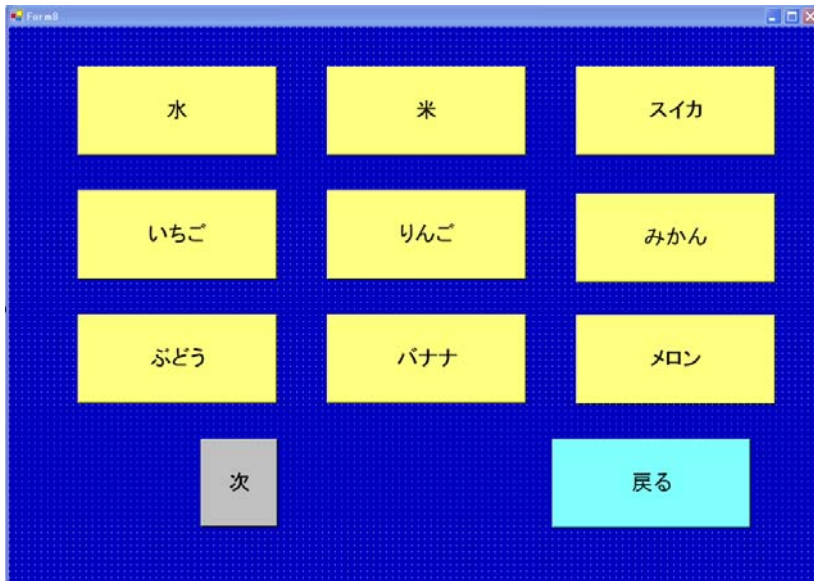 Form8
水
米
スイカ
いちご
りんご
みかん
ぶどう
バナナ
メロン
次
戻る